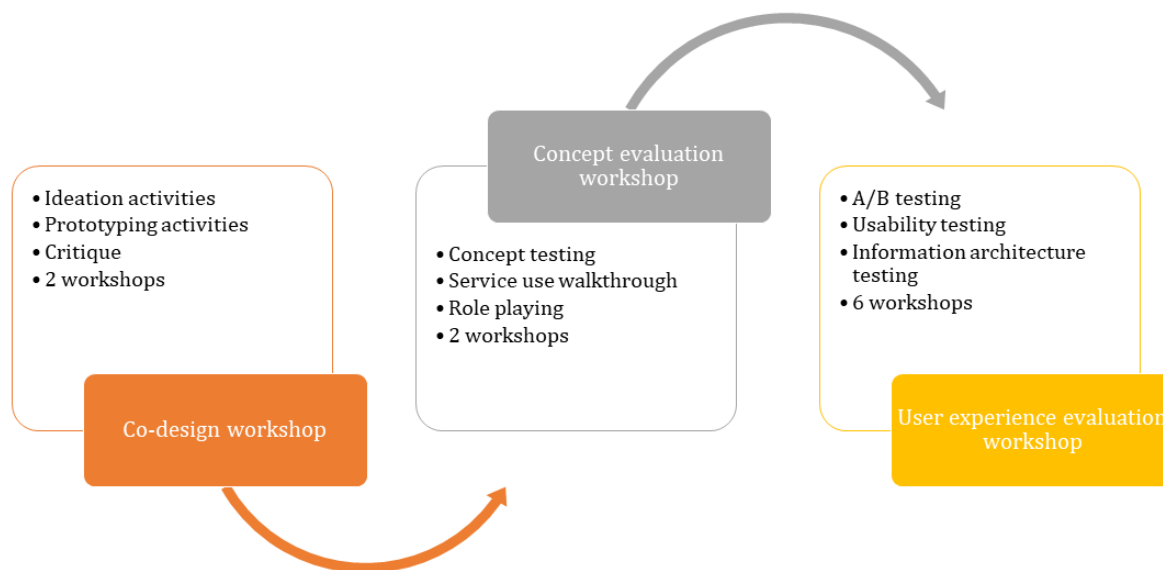 • Ideation activities
• Prototyping activities
• Critique
• 2 workshops
Co-design workshop
Concept evaluation
workshop
• Concept testing
• Service use walkthrough
• Role playing
• 2 workshops
• A/B testing
• Usability testing
• Information architecture
testing
• 6 workshops
User experience evaluation
workshop